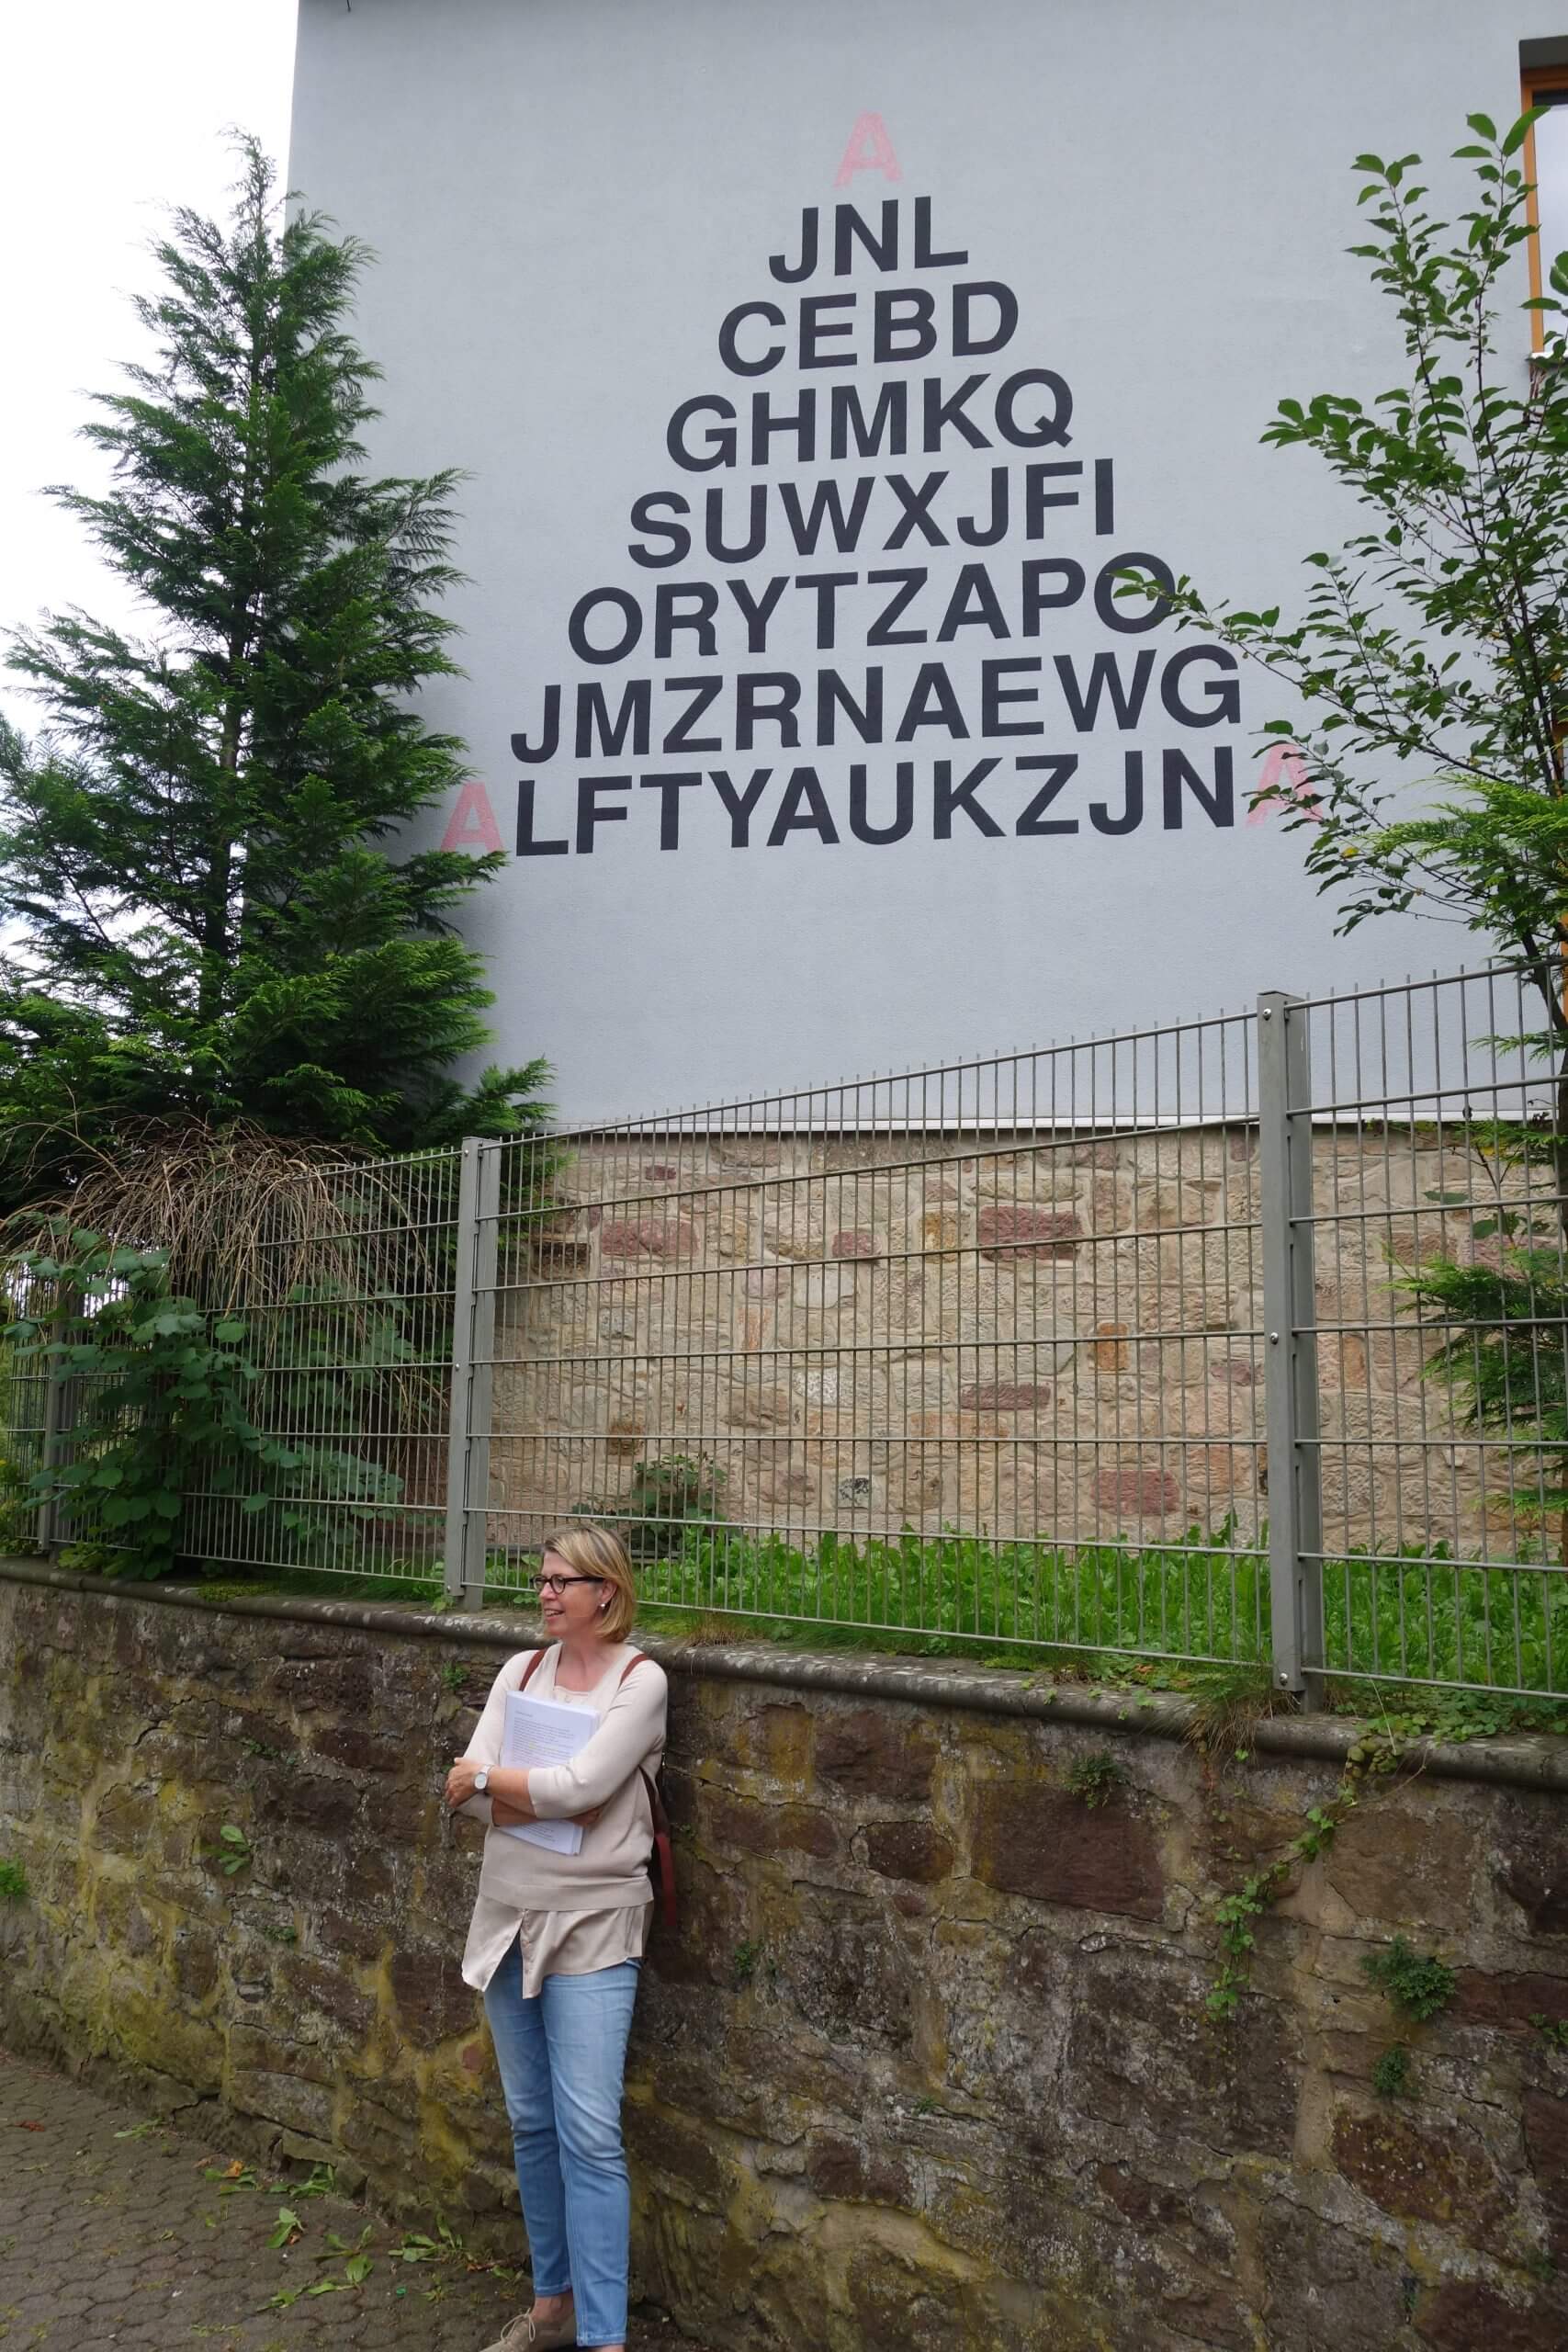 A
JNL
CEBD
GHMKQ
SUWXJFI
ORYTZAPO
JMZRNAEWG
ALFTYAUKZJNA